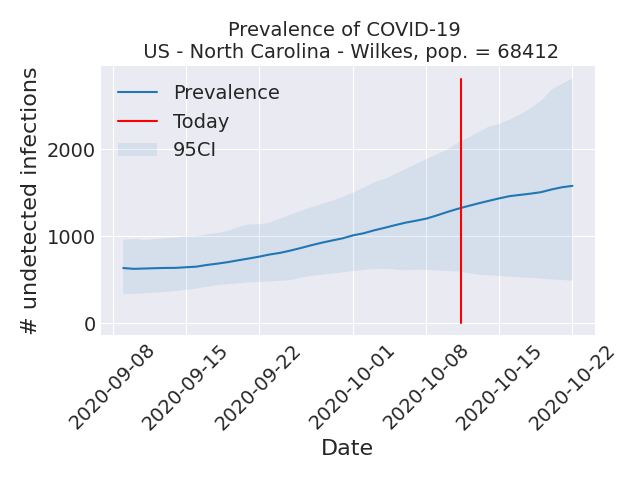 Prevalence of COVID-19
US - North Carolina - Wilkes, pop. = 68412
Prevalence
Today
95CI
# undetected infections
2000
1000
0
2020-09-08
2020-09-15
2020-09-22
2020-10-01
2020-10-08
2020-10-15
2020-10-22
Date